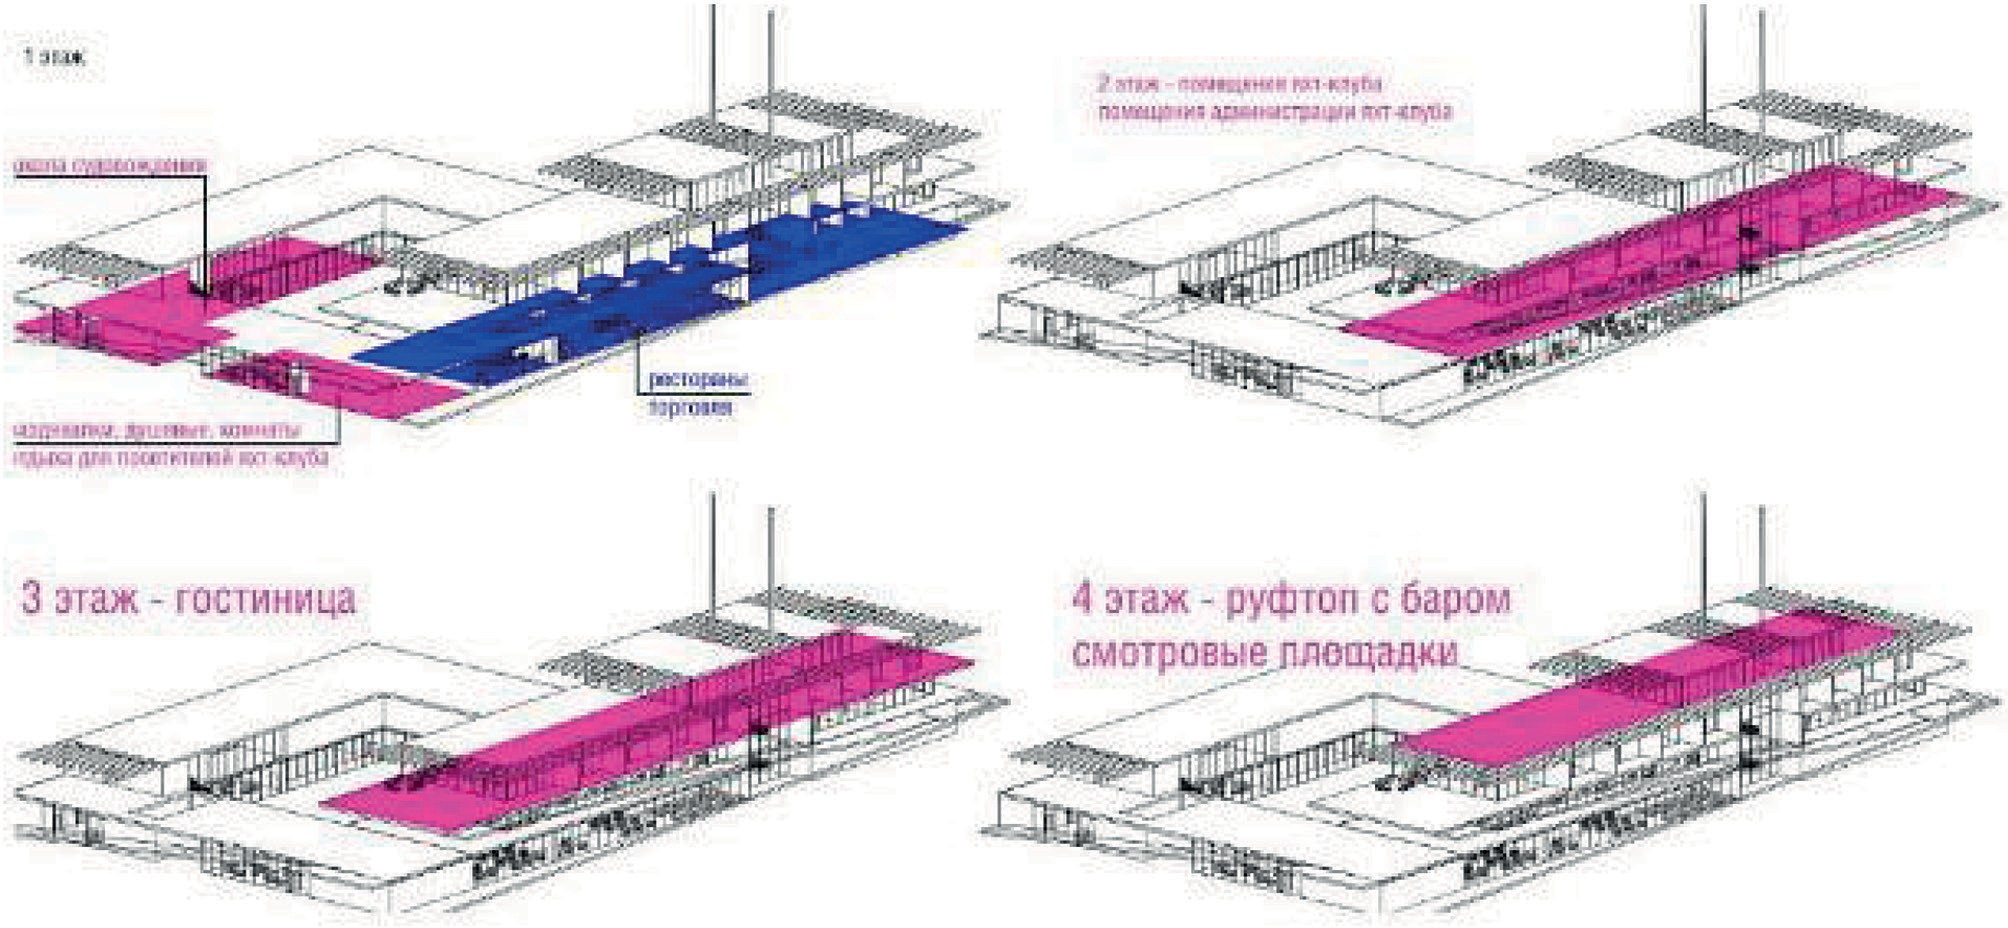 1 этаж
школа судовождения
рестораны
торговля
раздевалки, душевые, комнаты
отдыха для посетителей яхт-клуба
2 этаж - помещения яхт-клуба
помещения администрации яхт-клуба
3 этаж - гостиница
4 этаж - руфтоп с баром
смотровые площадки